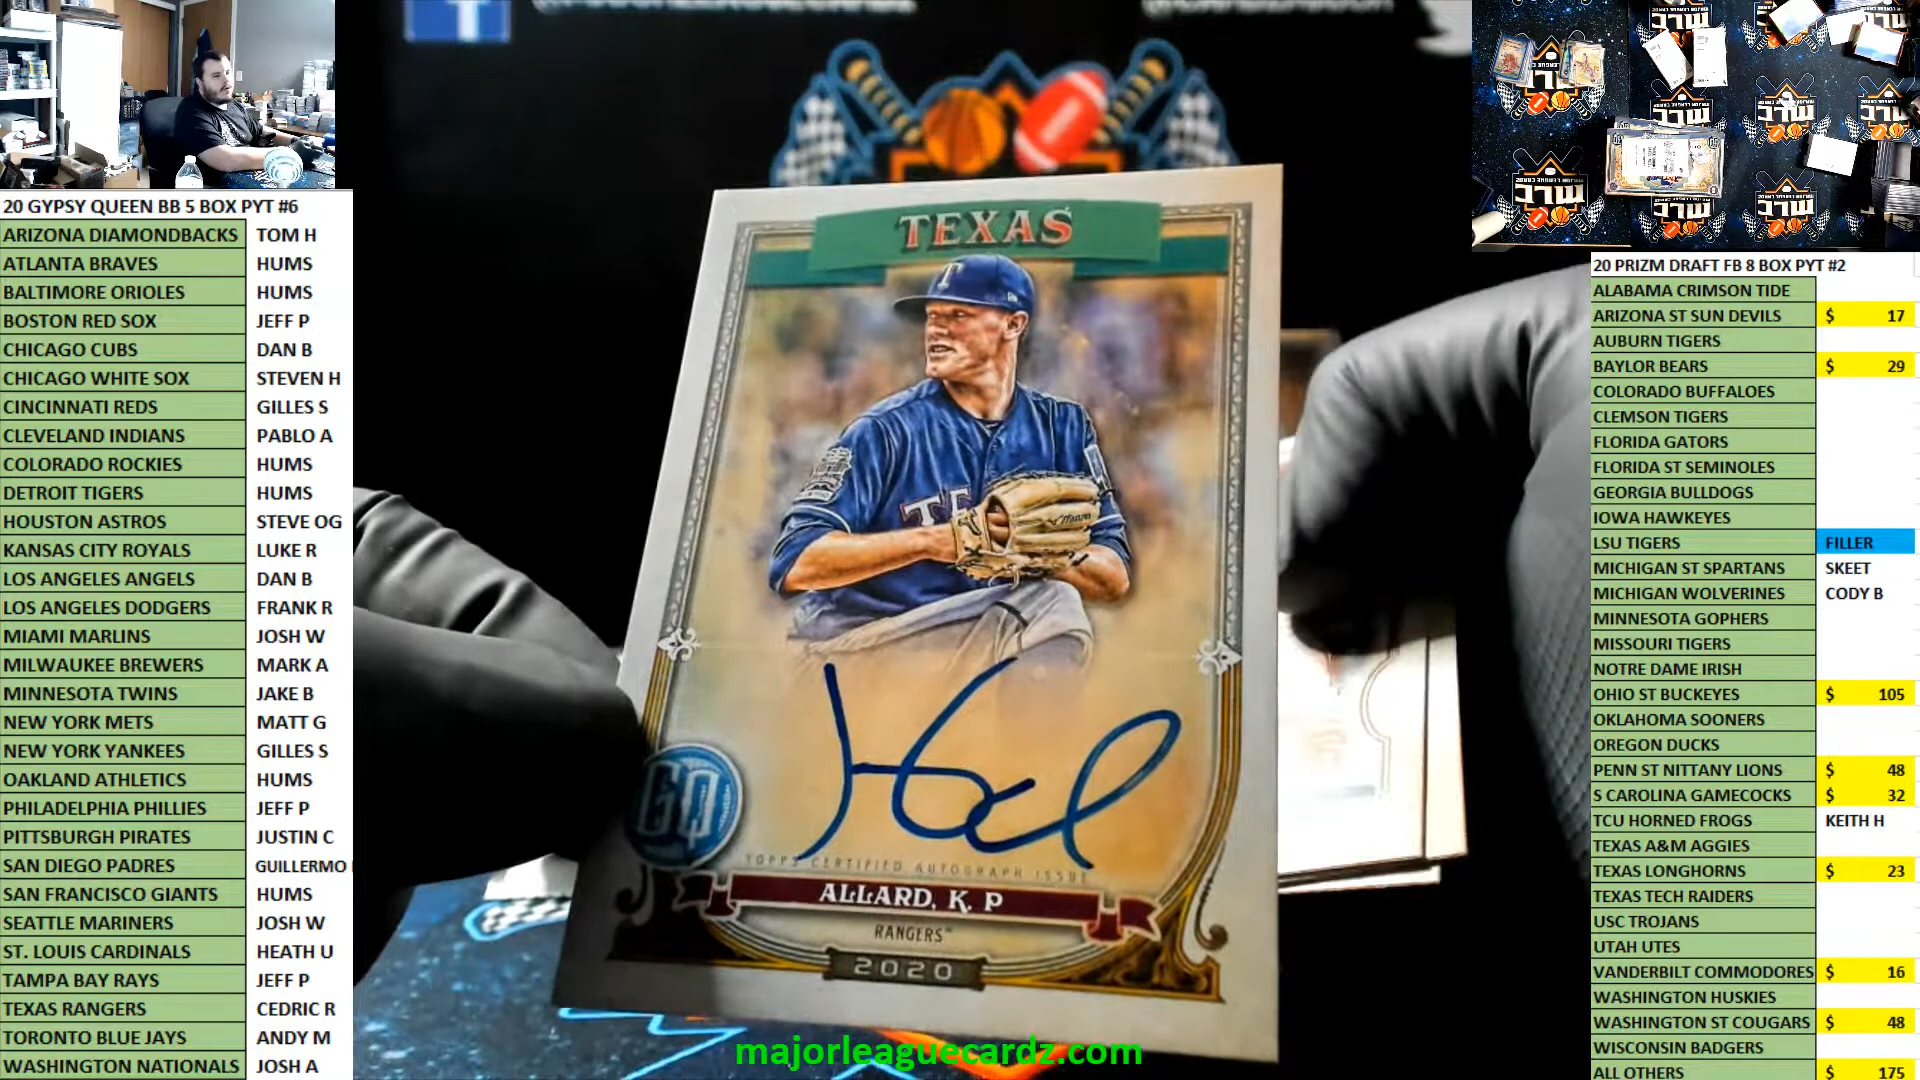 20 GYPSY QUEEN BB 5 BOX PYT #6
ARIZONA DIAMONDBACKS TOM H
ATLANTA BRAVES HUMS
BALTIMORE ORIOLES HUMS
BOSTON RED SOX JEFF P
CHICAGO CUBS DAN B
CHICAGO WHITE SOX STEVEN H
CINCINNATI REDS GILLES S
CLEVELAND INDIANS PABLO A
COLORADO ROCKIES HUMS
DETROIT TIGERS HUMS
HOUSTON ASTROS STEVE OG
KANSAS CITY ROYALS LUKE R
LOS ANGELES ANGELS DAN B
LOS ANGELES DODGERS FRANK R
MIAMI MARLINS JOSH W
MILWAUKEE BREWERS MARK A
MINNESOTA TWINS JAKE B
NEW YORK METS MATT G
NEW YORK YANKEES GILLES S
OAKLAND ATHLETICS HUMS
PHILADELPHIA PHILLIES JEFF P
PITTSBURGH PIRATES JUSTIN C
SAN DIEGO PADRES GUILLERMO
SAN FRANCISCO GIANTS HUMS
SEATTLE MARINERS JOSH W
ST. LOUIS CARDINALS HEATH U
TAMPA BAY RAYS JEFF P
TEXAS RANGERS CEDRIC R
TORONTO BLUE JAYS ANDY M
WASHINGTON NATIONALS JOSH A
TEXAS
T
GQ
TOPPS CERTIFIED AUTOGRAPH ISSUE
ALLARD, K. P
RANGERS™
2020
majorleaguecardz.com
20 PRIZM DRAFT FB 8 BOX PYT #2
ALABAMA CRIMSON TIDE
ARIZONA ST SUN DEVILS $ 17
AUBURN TIGERS
BAYLOR BEARS $ 29
COLORADO BUFFALOES
CLEMSON TIGERS
FLORIDA GATORS
FLORIDA ST SEMINOLES
GEORGIA BULLDOGS
IOWA HAWKEYES
LSU TIGERS FILLER
MICHIGAN ST SPARTANS SKEET
MICHIGAN WOLVERINES CODY B
MINNESOTA GOPHERS
MISSOURI TIGERS
NOTRE DAME IRISH
OHIO ST BUCKEYES $ 105
OKLAHOMA SOONERS
OREGON DUCKS
PENN ST NITTANY LIONS $ 48
S CAROLINA GAMECOCKS $ 32
TCU HORNED FROGS KEITH H
TEXAS A&M AGGIES
TEXAS LONGHORNS $ 23
TEXAS TECH RAIDERS
USC TROJANS
UTAH UTES
VANDERBILT COMMODORES $ 16
WASHINGTON HUSKIES
WASHINGTON ST COUGARS $ 48
WISCONSIN BADGERS
ALL OTHERS $ 175